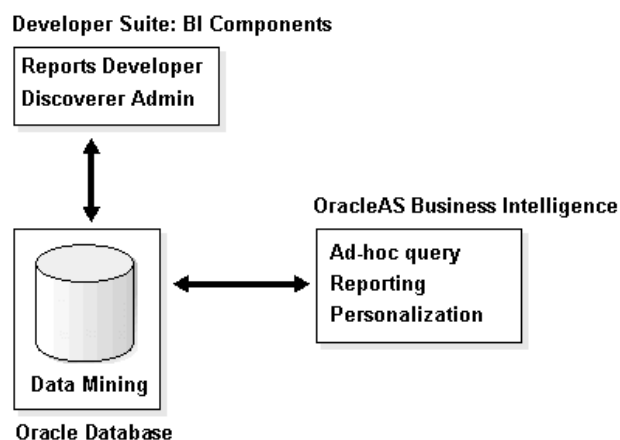 Developer Suite: BI Components
Reports Developer
Discoverer Admin
OracleAS Business Intelligence
Ad-hoc query
Reporting
Personalization
Data Mining
Oracle Database